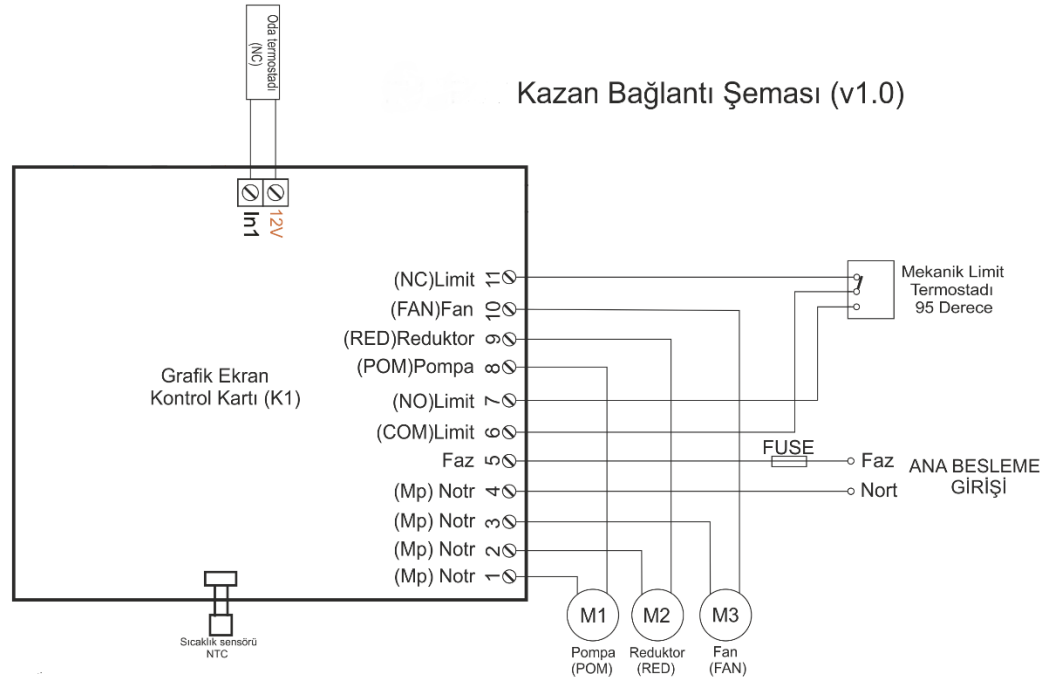 Oda termostadı
(NC)
Kazan Bağlantı Şeması (v1.0)
In1
12V
(NC)Limit 11
(FAN)Fan 10
(RED)Reduktor 9
(POM)Pompa 8
(NO)Limit 7
(COM)Limit 6
Faz 5
(Mp) Notr 4
(Mp) Notr 3
(Mp) Notr 2
(Mp) Notr 1
Grafik Ekran
Kontrol Kartı (K1)
Mekanik Limit
Termostadı
95 Derece
FUSE
Faz
Nort
ANA BESLEME
GİRİŞİ
M1
M2
M3
Pompa
(POM)
Reduktor
(RED)
Fan
(FAN)
Sıcaklık sensörü
NTC